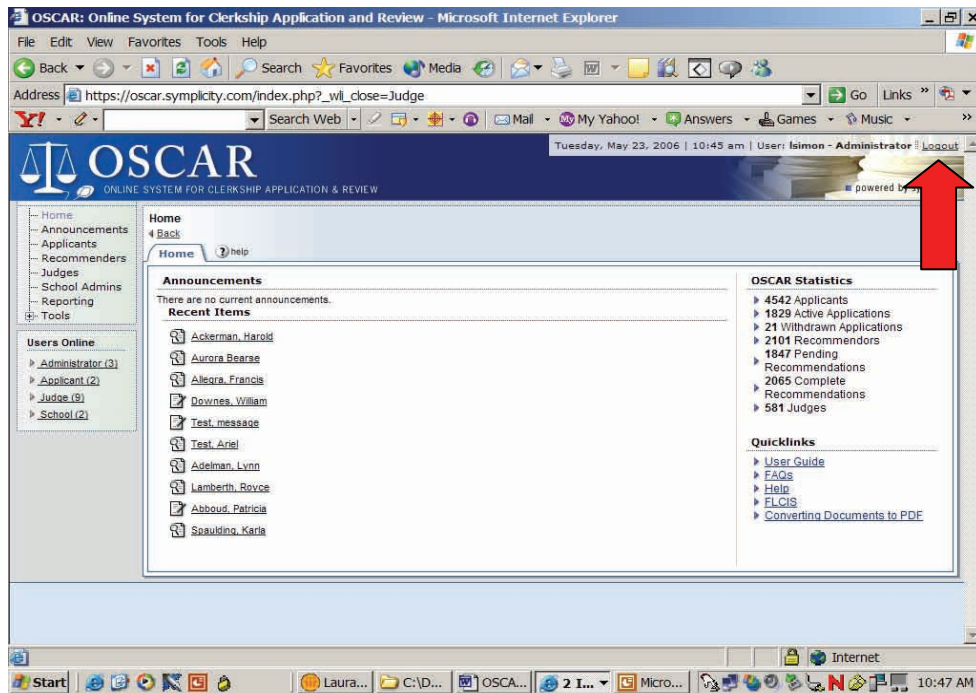 OSCAR: Online System for Clerkship Application and Review - Microsoft Internet Explorer
File Edit View Favorites Tools Help
Back Search Favorites Media
Address https://oscar.symplicity.com/index.php?_wli_close=Judge Go Links »
Y! Search Web Mail My Yahoo! Answers Games Music »
Tuesday, May 23, 2006 | 10:45 am | User: lsimon - Administrator Logout
OSCAR
ONLINE SYSTEM FOR CLERKSHIP APPLICATION & REVIEW
powered by
Home
Announcements
Applicants
Recommenders
Judges
School Admins
Reporting
Tools
Users Online
Administrator (3)
Applicant (2)
Judge (9)
School (2)
Home
Back
Home help
Announcements
There are no current announcements.
Recent Items
Ackerman, Harold
Aurora Bearse
Allegra, Francis
Downes, William
Test, message
Test, Ariel
Adelman, Lynn
Lamberth, Royce
Abboud, Patricia
Spaulding, Karla
OSCAR Statistics
4542 Applicants
1829 Active Applications
21 Withdrawn Applications
2101 Recommendors
1847 Pending
Recommendations
2065 Complete
Recommendations
581 Judges
Quicklinks
User Guide
FAQs
Help
FLCIS
Converting Documents to PDF
Internet
Start Laura... C:\D... OSCA... 2 I... Micro... 10:47 AM